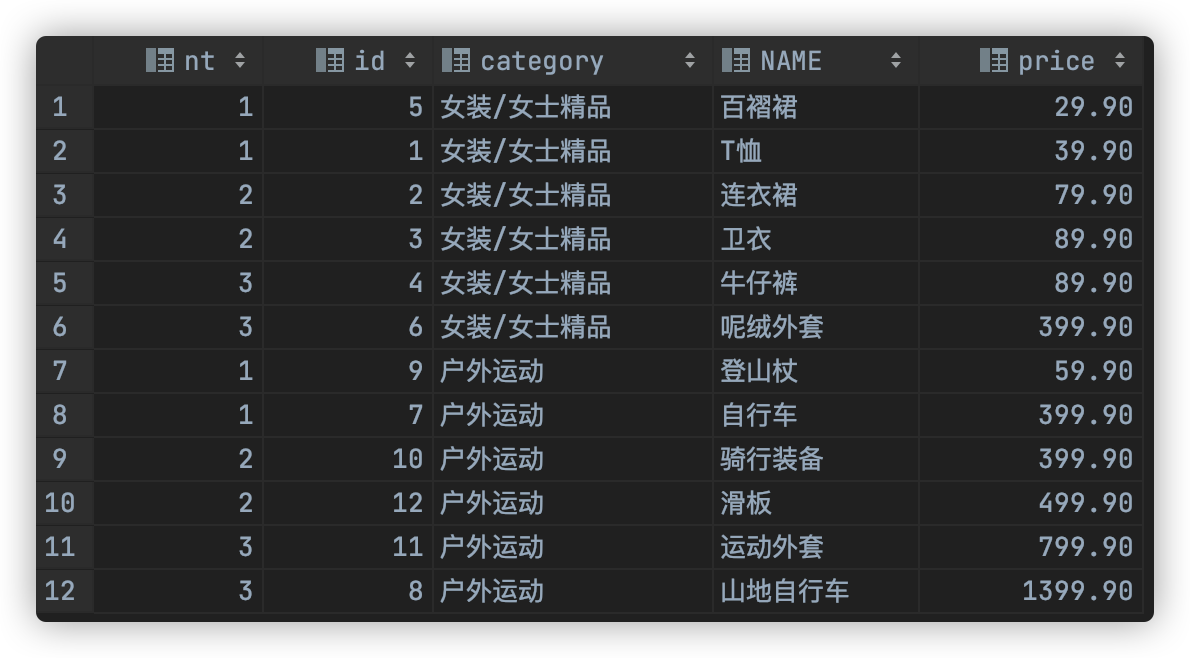 nt id category NAME price
1 1 5 女装/女士精品 百褶裙 29.90
2 1 1 女装/女士精品 T恤 39.90
3 2 2 女装/女士精品 连衣裙 79.90
4 2 3 女装/女士精品 卫衣 89.90
5 3 4 女装/女士精品 牛仔裤 89.90
6 3 6 女装/女士精品 呢绒外套 399.90
7 1 9 户外运动 登山杖 59.90
8 1 7 户外运动 自行车 399.90
9 2 10 户外运动 骑行装备 399.90
10 2 12 户外运动 滑板 499.90
11 3 11 户外运动 运动外套 799.90
12 3 8 户外运动 山地自行车 1399.90